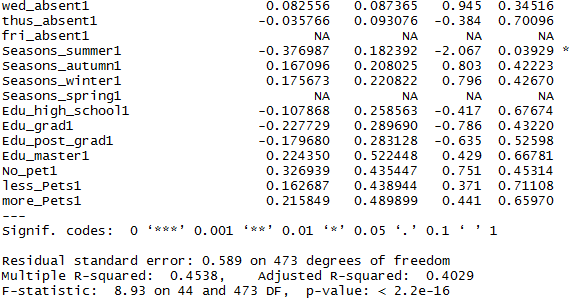 wed_absent1 0.082556 0.087365 0.945 0.34516
thus_absent1 -0.035766 0.093076 -0.384 0.70096
fri_absent1 NA NA NA NA
Seasons_summer1 -0.376987 0.182392 -2.067 0.03929 *
Seasons_autumn1 0.167096 0.208025 0.803 0.42223
Seasons_winter1 0.175673 0.220822 0.796 0.42670
Seasons_spring1 NA NA NA NA
Edu_high_school1 -0.107868 0.258563 -0.417 0.67674
Edu_grad1 -0.227729 0.289690 -0.786 0.43220
Edu_post_grad1 -0.179680 0.283128 -0.635 0.52598
Edu_master1 0.224350 0.522448 0.429 0.66781
No_pet1 0.326939 0.435447 0.751 0.45314
less_Pets1 0.162687 0.438944 0.371 0.71108
more_Pets1 0.215849 0.489899 0.441 0.65970
---
Signif. codes: 0 ‘***’ 0.001 ‘**’ 0.01 ‘*’ 0.05 ‘.’ 0.1 ‘ ’ 1
Residual standard error: 0.589 on 473 degrees of freedom
Multiple R-squared: 0.4538, Adjusted R-squared: 0.4029
F-statistic: 8.93 on 44 and 473 DF, p-value: < 2.2e-16